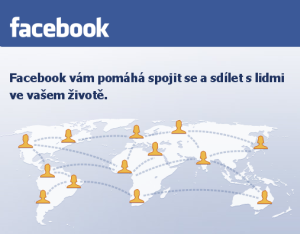 facebook
Facebook vám pomáhá spojit se a sdílet s lidmi
ve vašem životě.